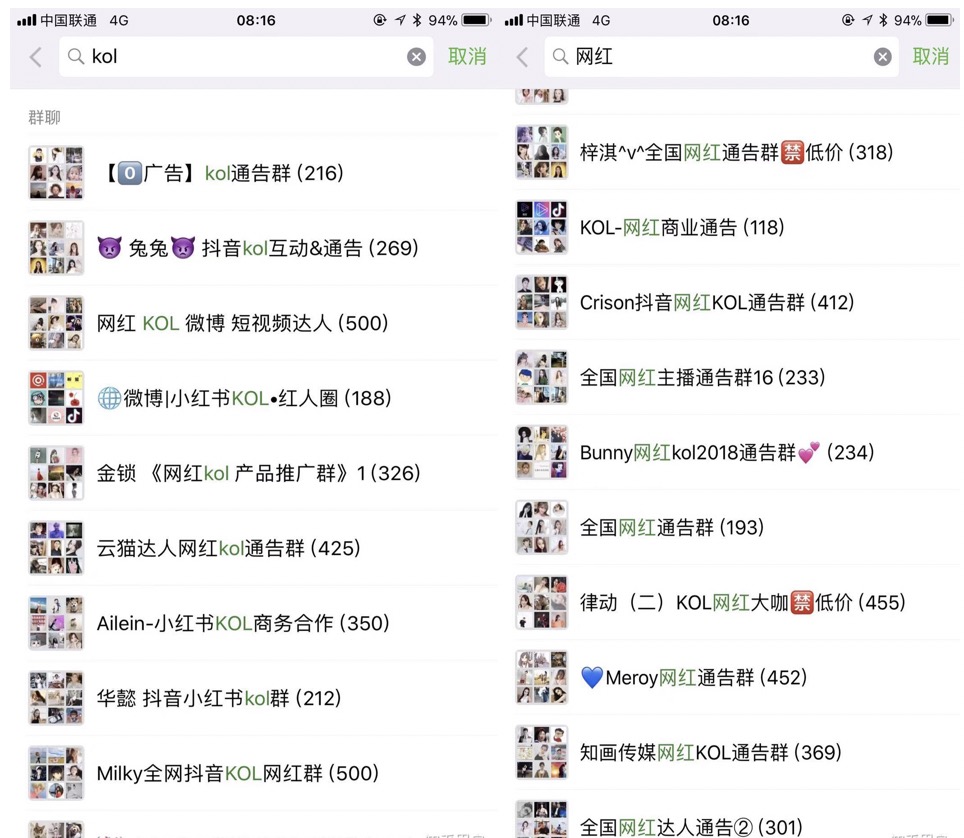 中国联通 4G 08:16 94%
kol 取消
群聊
【0️⃣广告】kol通告群 (216)
👿 兔兔👿 抖音kol互动&通告 (269)
网红 KOL 微博 短视频达人 (500)
🌐微博|小红书KOL•红人圈 (188)
金锁 《网红kol 产品推广群》1 (326)
云猫达人网红kol通告群 (425)
Ailein-小红书KOL商务合作 (350)
华懿 抖音小红书kol群 (212)
Milky全网抖音KOL网红群 (500)
中国联通 4G 08:16 94%
网红 取消
梓淇^v^全国网红通告群🈲低价 (318)
KOL-网红商业通告 (118)
Crison抖音网红KOL通告群 (412)
全国网红主播通告群16 (233)
Bunny网红kol2018通告群💕 (234)
全国网红通告群 (193)
律动（二）KOL网红大咖🈲低价 (455)
💙Meroy网红通告群 (452)
知画传媒网红KOL通告群 (369)
全国网红达人通告② (301)